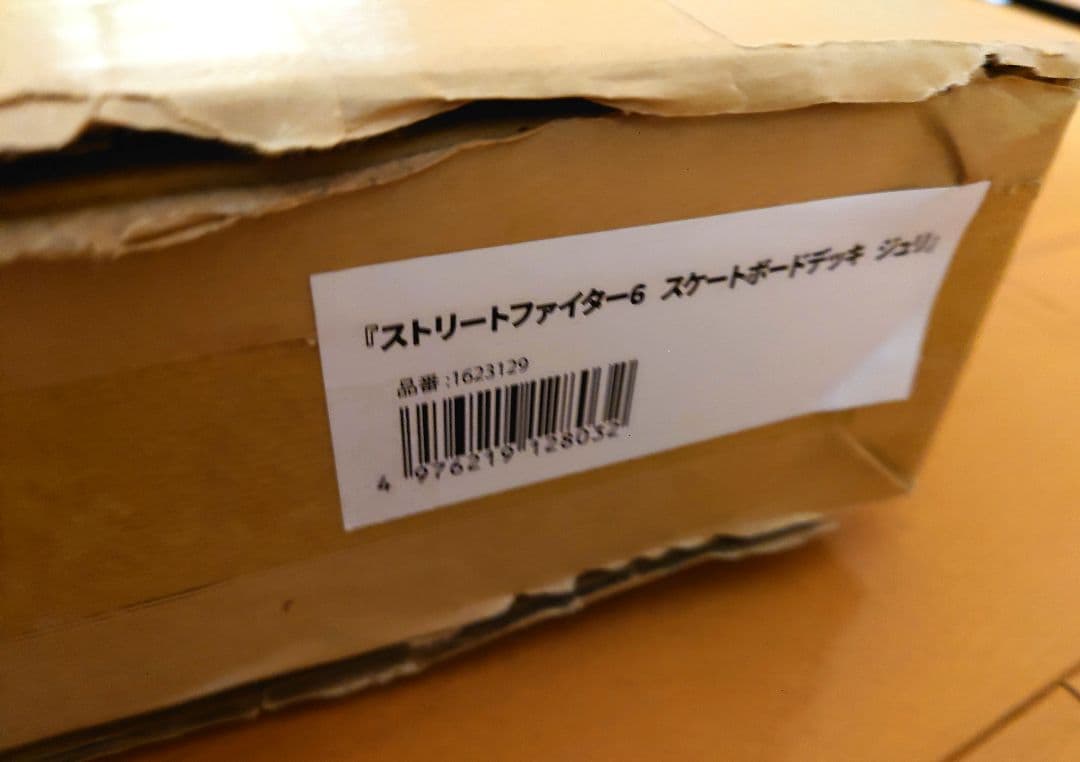 『ストリートファイター6 スケートボードデッキ ジュリ』
品番:1623129
4 976219 128032